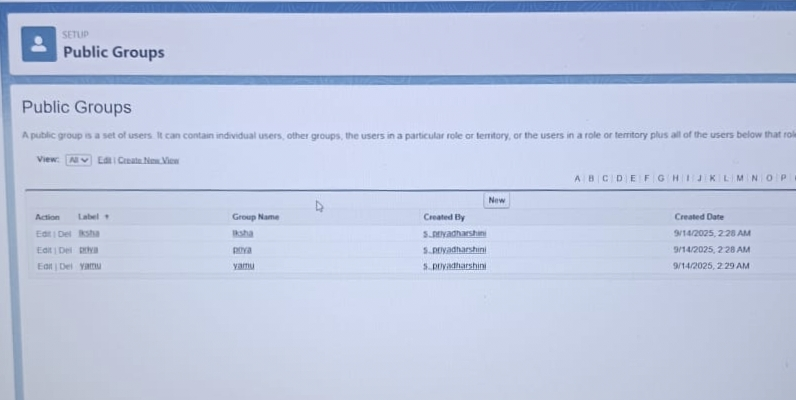 SETUP
Public Groups
Public Groups
A public group is a set of users. It can contain individual users, other groups, the users in a particular role or territory, or the users in a role or territory plus all of the users below that
View: All Edit | Create New View
A | B | C | D | E | F | G | H | I | J | K | L | M | N | O | P
New
Action Label ↑ Group Name Created By Created Date
Edit | Del Iksha Iksha s_priyadharshini 9/14/2025, 2:28 AM
Edit | Del priya priya s_priyadharshini 9/14/2025, 2:28 AM
Edit | Del yamu yamu s_priyadharshini 9/14/2025, 2:29 AM